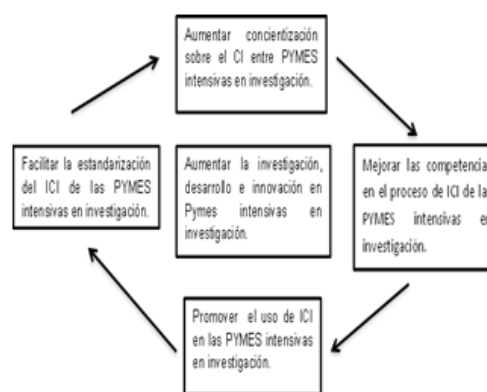 Aumentar concientización
sobre el CI entre PYMES
intensivas en investigación.
Facilitar la estandarización
del ICI de las PYMES
intensivas en investigación.
Aumentar la investigación,
desarrollo e innovación en
Pymes intensivas en
investigación.
Mejorar las competencia
en el proceso de ICI de la
PYMES intensivas en
investigación.
Promover el uso de ICI
en las PYMES intensivas
en investigación.